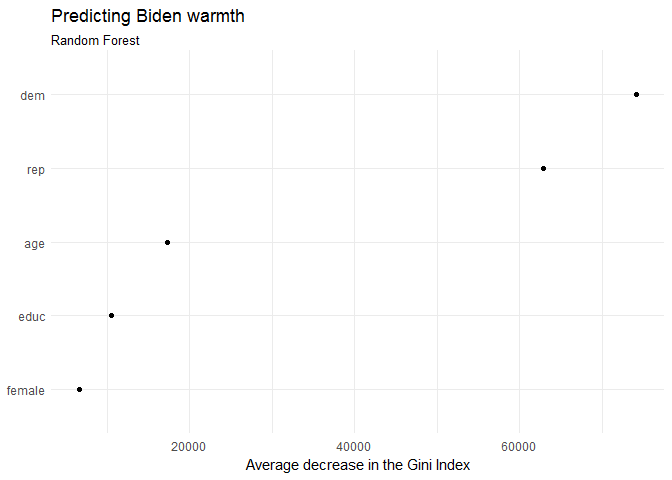 Predicting Biden warmth
Random Forest
dem
rep
age
educ
female
20000 40000 60000
Average decrease in the Gini Index